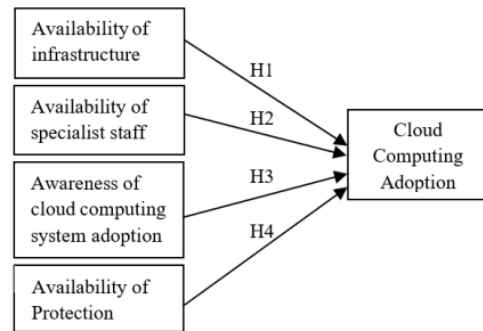 Availability of
infrastructure
H1
Availability of
specialist staff
H2
Cloud
Computing
Adoption
Awareness of
cloud computing
system adoption
H3
H4
Availability of
Protection